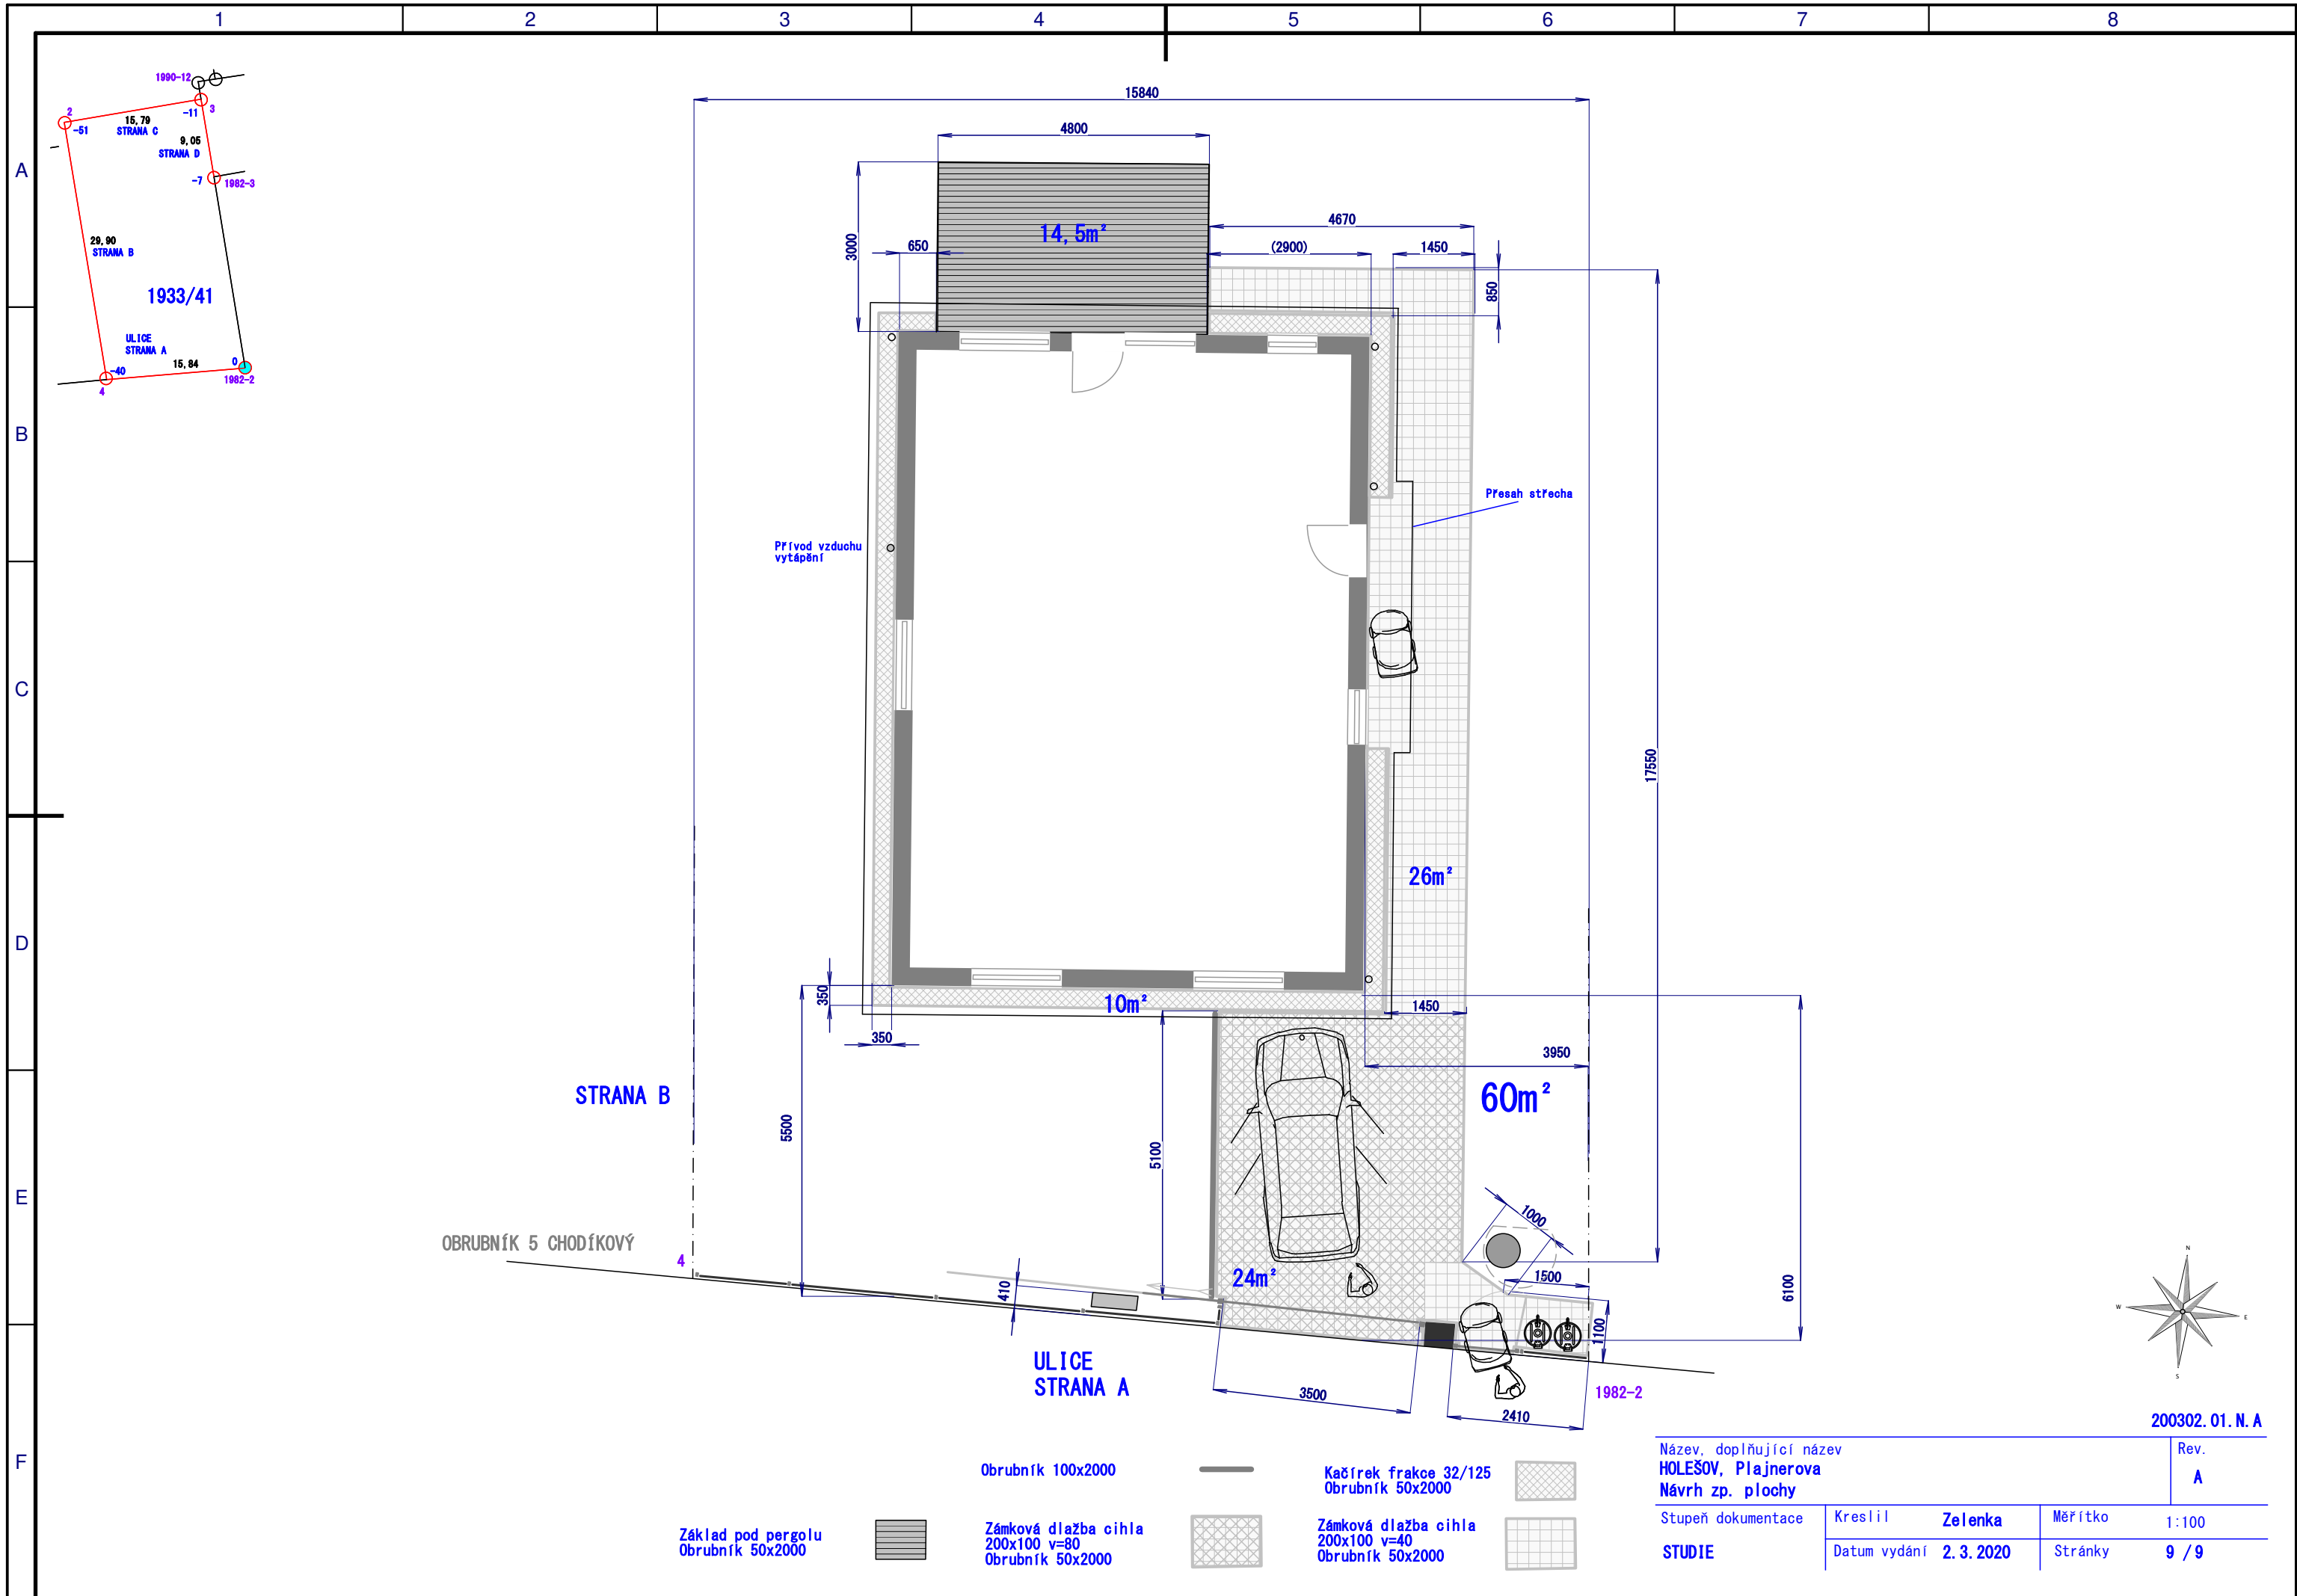 1 2 3 4 5 6 7 8
A
B
C
D
E
F
1990-12
2
-51
15,79
STRANA C
-11
3
9,05
STRANA D
-7
1982-3
29,90
STRANA B
1933/41
ULICE
STRANA A
15,84
0
-40
4
1982-2
15840
4800
3000
14,5m²
650
4670
(2900)
1450
850
Přesah střecha
Přívod vzduchu
vytápění
17550
26m²
350
10m²
1450
350
3950
STRANA B
60m²
5500
5100
OBRUBNÍK 5 CHODÍKOVÝ
4
410
24m²
1000
1500
6100
1100
ULICE
STRANA A
3500
2410
1982-2
N
W
E
S
200302.01.N.A
Obrubník 100x2000
Kačírek frakce 32/125
Obrubník 50x2000
Základ pod pergolu
Obrubník 50x2000
Zámková dlažba cihla
200x100 v=80
Obrubník 50x2000
Zámková dlažba cihla
200x100 v=40
Obrubník 50x2000
Název, doplňující název
HOLEŠOV, Plajnerova
Návrh zp. plochy
Rev.
A
Stupeň dokumentace
STUDIE
Kreslil Zelenka
Měřítko 1:100
Datum vydání 2.3.2020
Stránky 9 /9